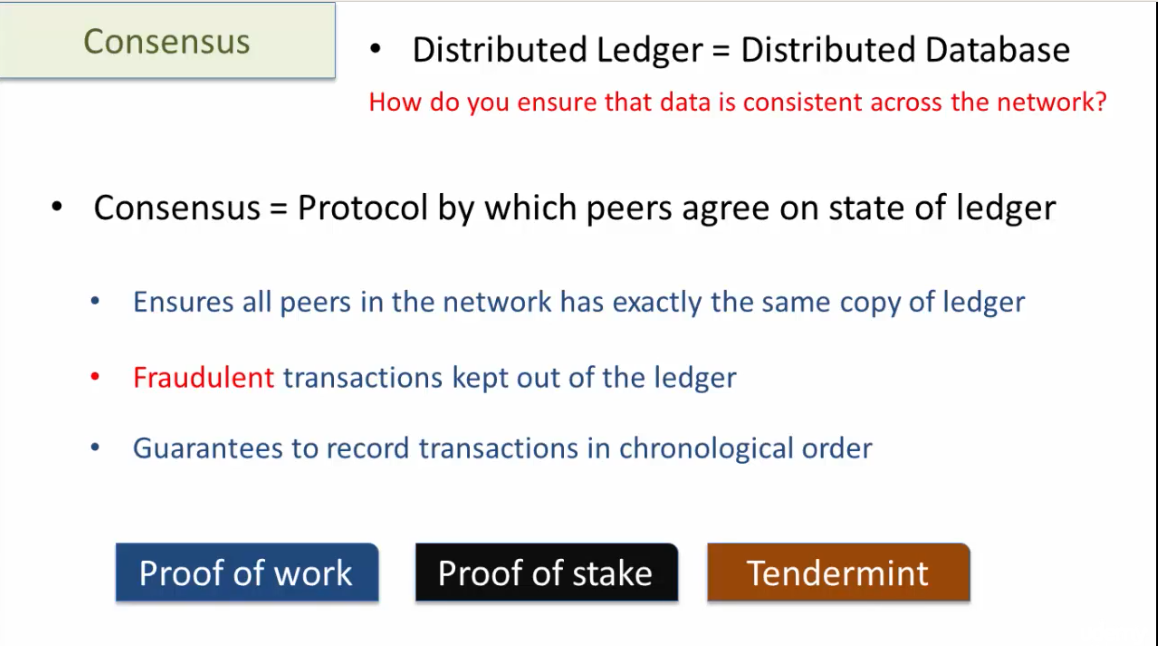 Consensus
• Distributed Ledger = Distributed Database
How do you ensure that data is consistent across the network?
• Consensus = Protocol by which peers agree on state of ledger
• Ensures all peers in the network has exactly the same copy of ledger
• Fraudulent transactions kept out of the ledger
• Guarantees to record transactions in chronological order
Proof of work
Proof of stake
Tendermint